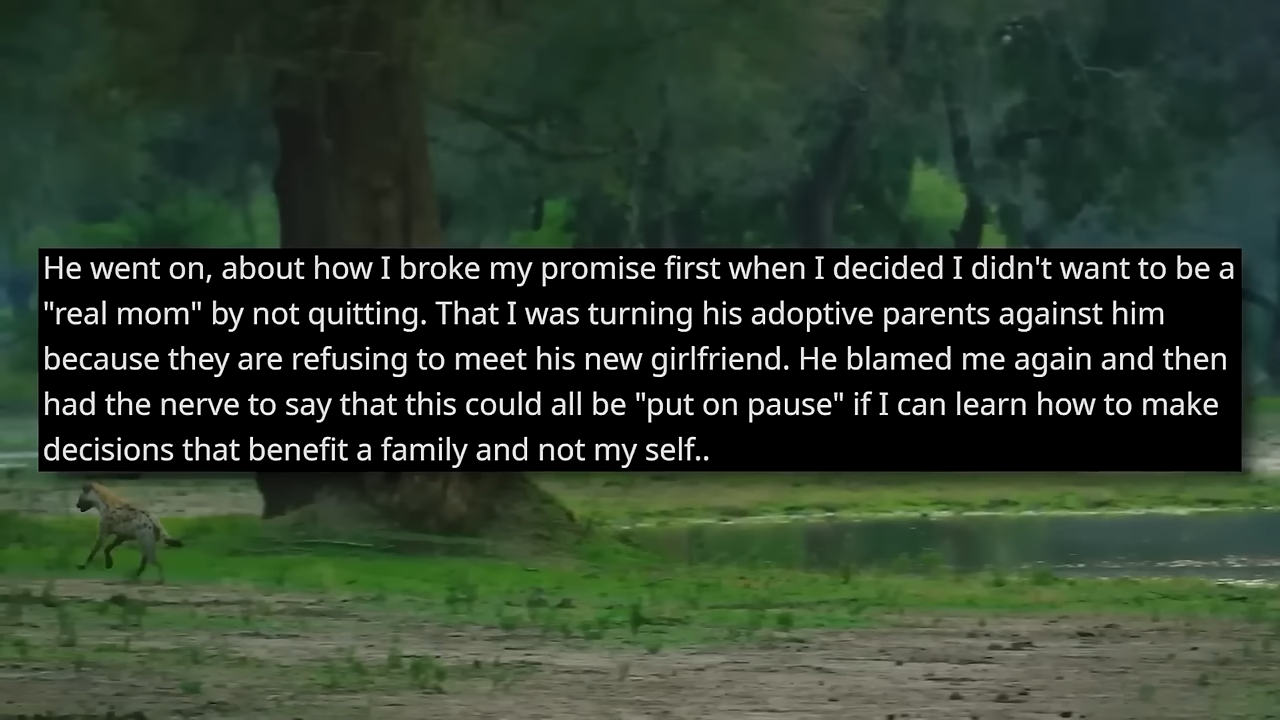 He went on, about how I broke my promise first when I decided I didn't want to be a
"real mom" by not quitting. That I was turning his adoptive parents against him
because they are refusing to meet his new girlfriend. He blamed me again and then
had the nerve to say that this could all be "put on pause" if I can learn how to make
decisions that benefit a family and not my self..